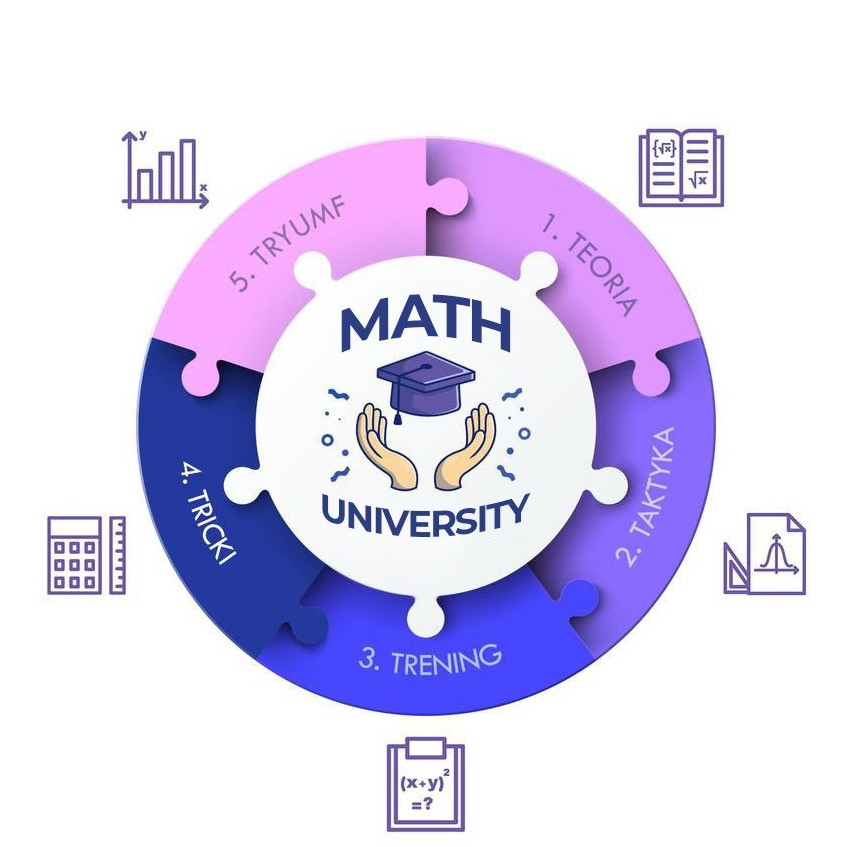 MATH
UNIVERSITY
1. TEORIA
2. TAKTYKA
3. TRENING
4. TRICKI
5. TRYUMF
y
x
{√x}
√x
(x+y)²
=?